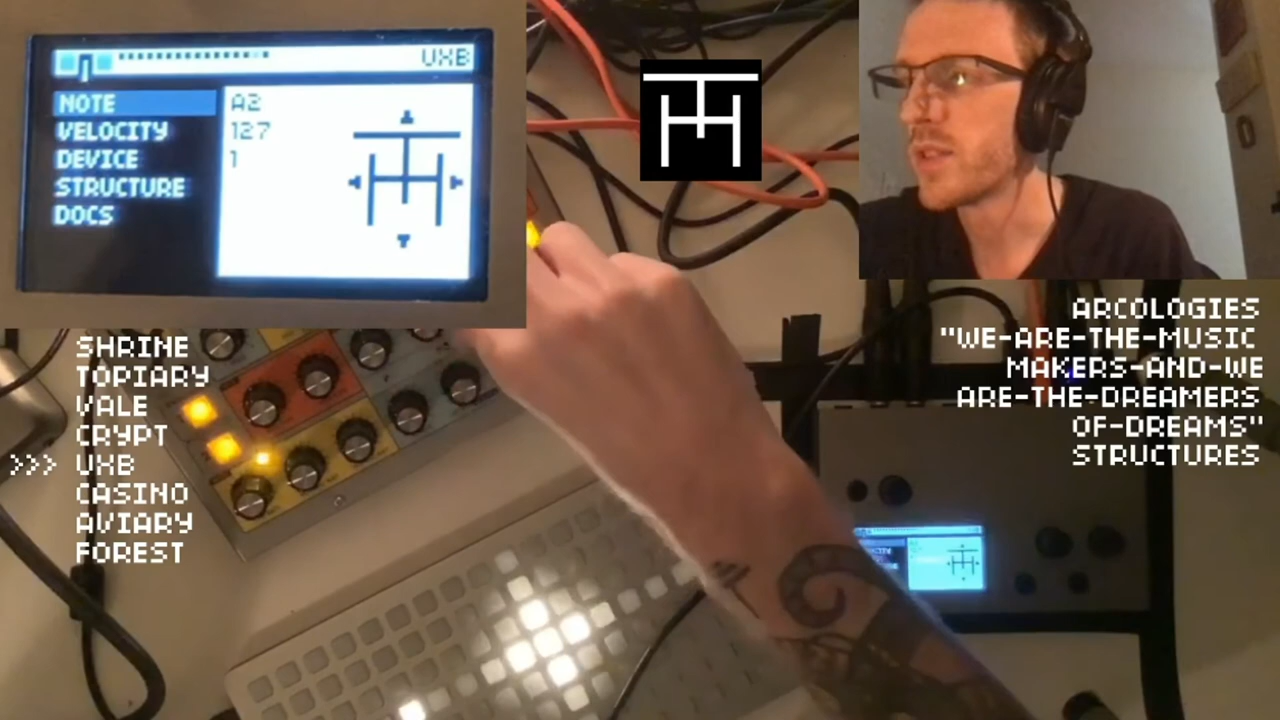 UXB
NOTE A2
VELOCITY 127
DEVICE 1
STRUCTURE
DOCS
SHRINE
TOPIARY
VALE
CRYPT
>>> UXB
CASINO
AVIARY
FOREST
ARCOLOGIES
"WE-ARE-THE-MUSIC
MAKERS-AND-WE
ARE-THE-DREAMERS
OF-DREAMS"
STRUCTURES